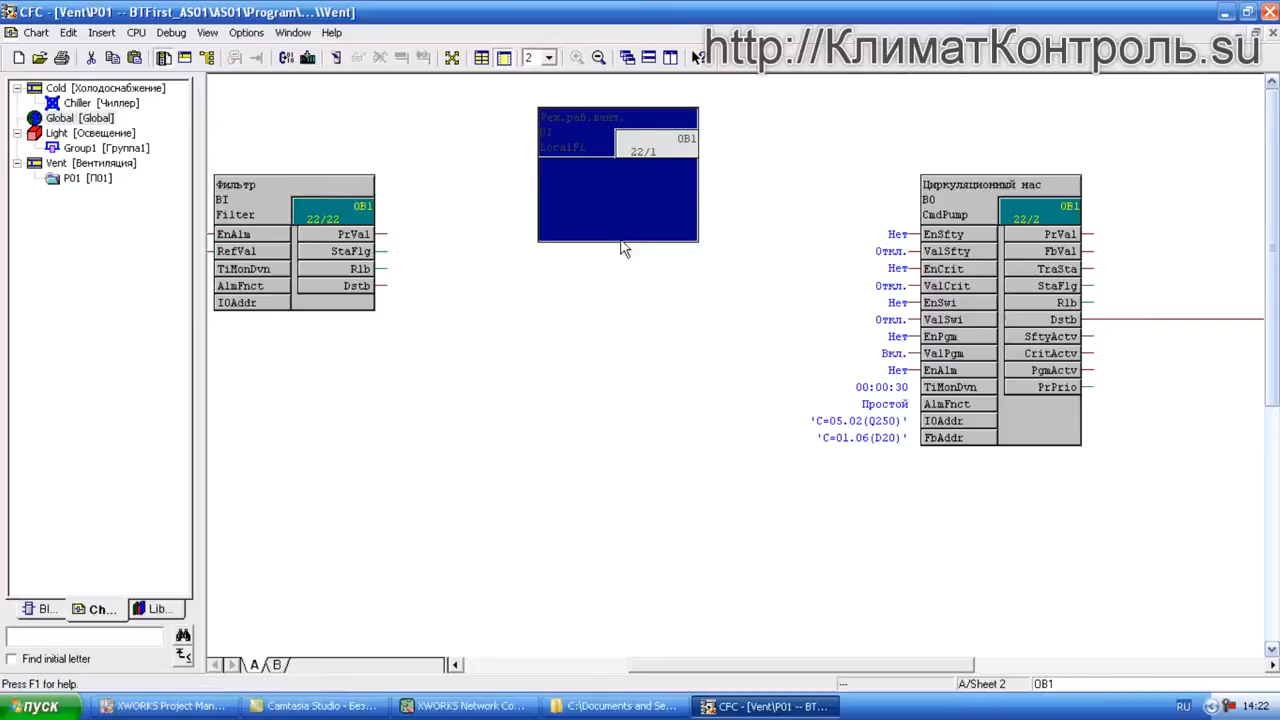 CFC - [Vent\P01 -- BTFirst_AS01\AS01\Program\...\\Vent]
Chart Edit Insert CPU Debug View Options Window Help
http://КлиматКонтроль.su
2
Cold [Холодоснабжение]
Chiller [Чиллер]
Global [Global]
Light [Освещение]
Group1 [Группа1]
Vent [Вентиляция]
P01 [П01]
Фильтр
BI
Filter
OB1
22/22
EnAlm PrVal
RefVal StaFlg
TiMonDvn Rlb
AlmFnct Dstb
IOAddr
Реж.раб.вент.
BI
LocalFl
OB1
22/1
Циркуляционный нас
BO
CmdPump
OB1
22/2
Нет EnSfty PrVal
Откл. ValSfty FbVal
Нет EnCrit TraSta
Откл. ValCrit StaFlg
Нет EnSwi Rlb
Откл. ValSwi Dstb
Нет EnPgm SftyActv
Вкл. ValPgm CritActv
Нет EnAlm PgmActv
00:00:30 TiMonDvn PrPrio
Простой AlmFnct
'C=05.02(Q250)' IOAddr
'C=01.06(D20)' FbAddr
Bl... Ch... Lib...
Find initial letter
A B
Press F1 for help.
--- A/Sheet 2 OB1
пуск XWORKS Project Man... Camtasia Studio - Без... XWORKS Network Co... C:\Documents and Se... CFC - [Vent\P01 -- BT... RU 14:22